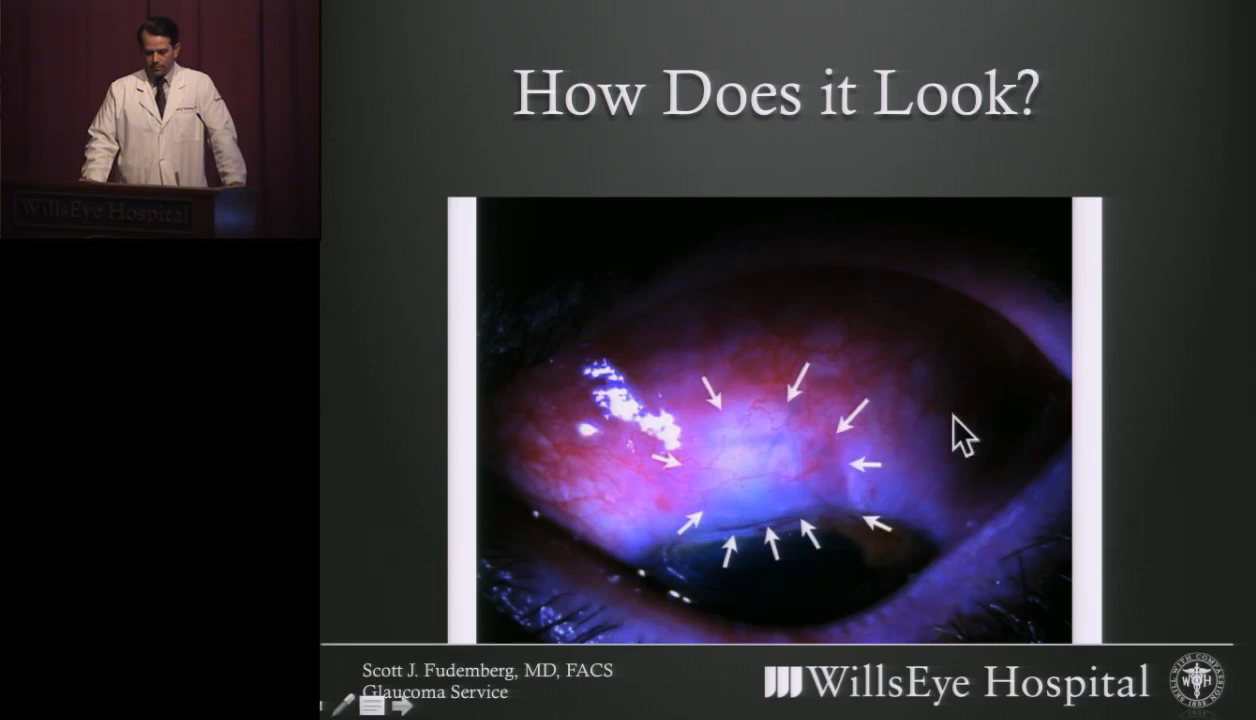 How Does it Look?
WillsEye Hospital
Scott J. Fudemberg, MD, FACS
Glaucoma Service
WillsEye Hospital